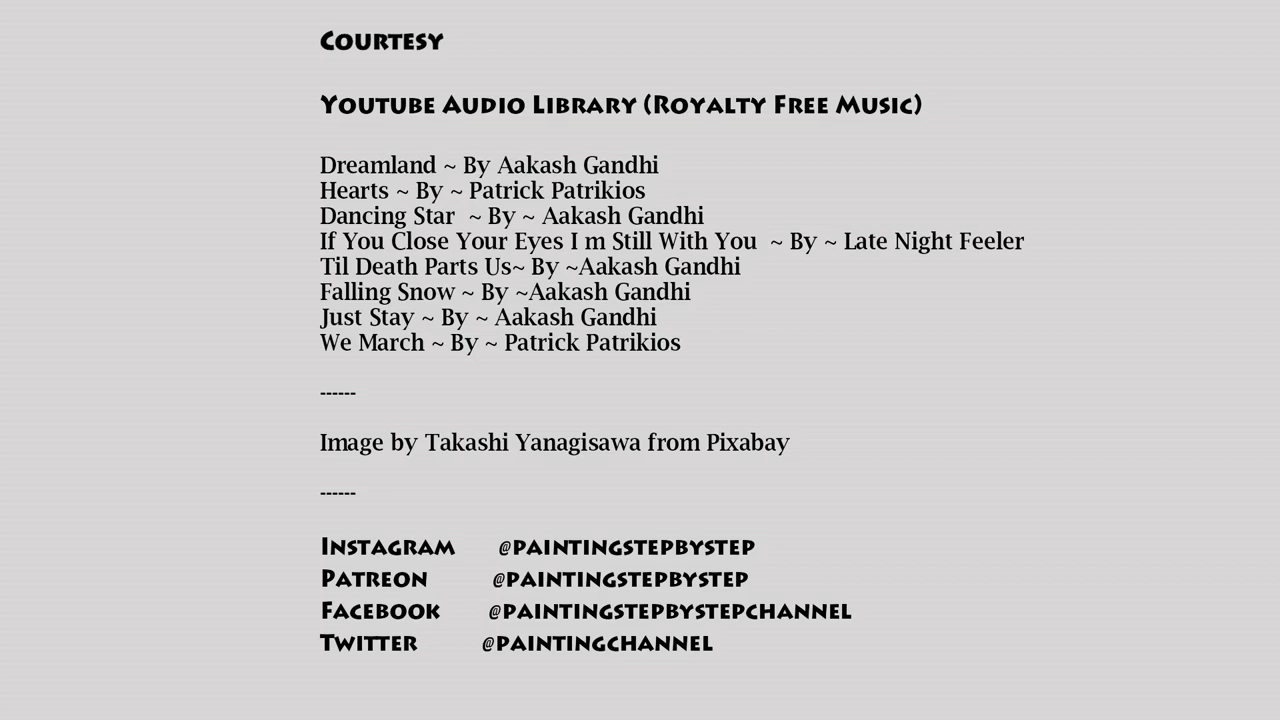 Courtesy
Youtube Audio Library (Royalty Free Music)
Dreamland ~ By Aakash Gandhi
Hearts ~ By ~ Patrick Patrikios
Dancing Star  ~ By ~ Aakash Gandhi
If You Close Your Eyes I m Still With You  ~ By ~ Late Night Feeler
Til Death Parts Us~ By ~Aakash Gandhi
Falling Snow ~ By ~Aakash Gandhi
Just Stay ~ By ~ Aakash Gandhi
We March ~ By ~ Patrick Patrikios
------
Image by Takashi Yanagisawa from Pixabay
------
Instagram @paintingstepbystep
Patreon @paintingstepbystep
Facebook @paintingstepbystepchannel
Twitter @paintingchannel